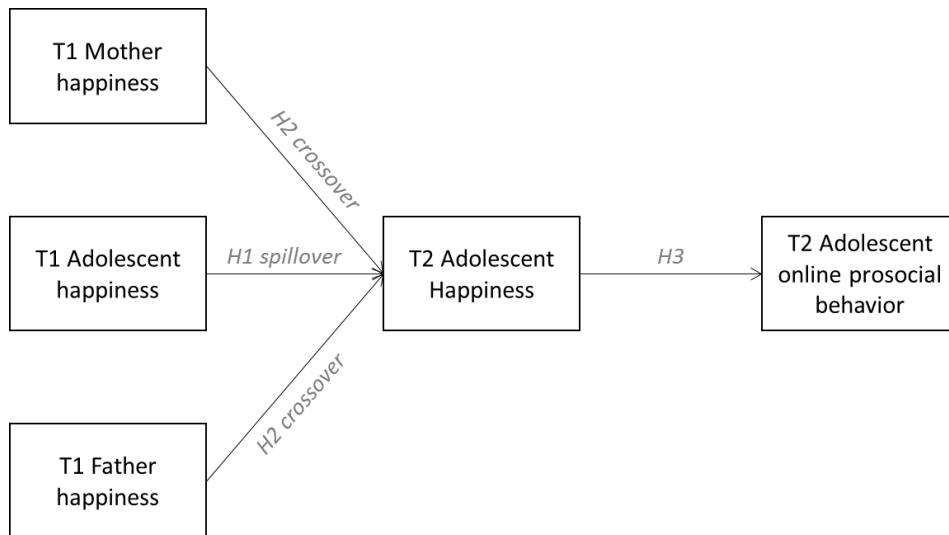 T1 Mother
happiness
H2 crossover
T1 Adolescent
happiness
H1 spillover
T2 Adolescent
Happiness
H3
T2 Adolescent
online prosocial
behavior
H2 crossover
T1 Father
happiness